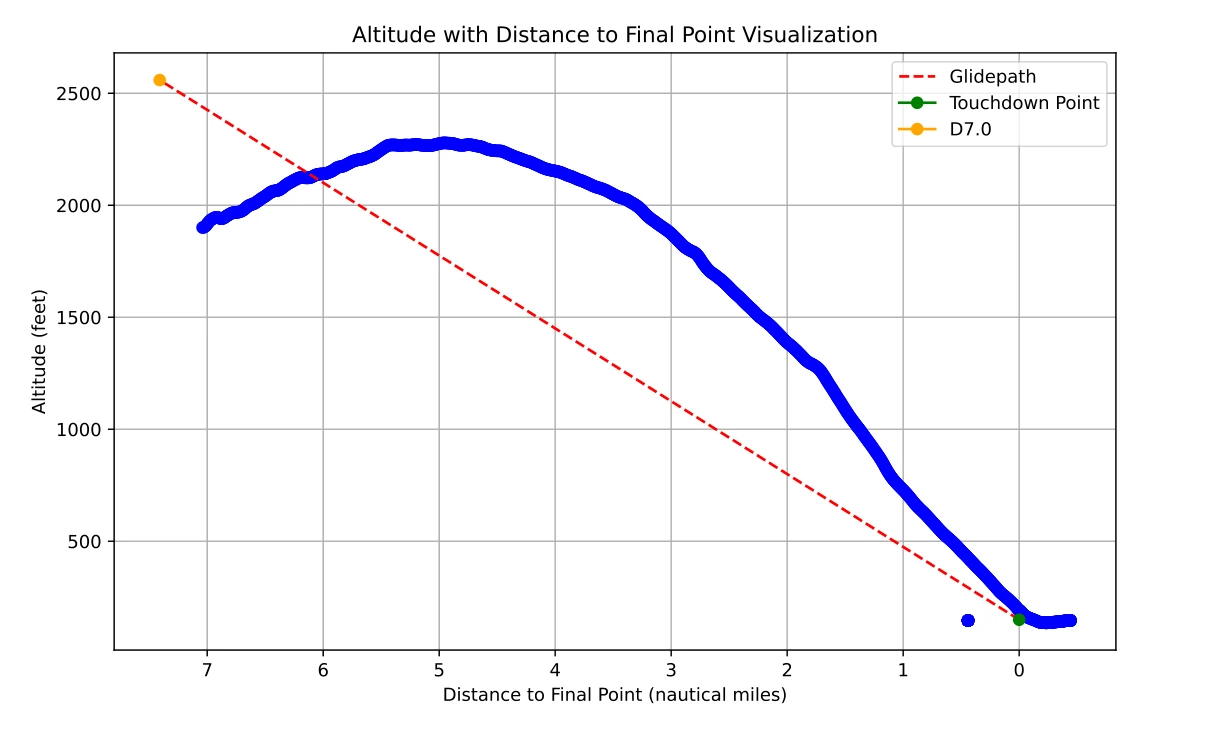 Altitude with Distance to Final Point Visualization
Glidepath
Touchdown Point
D7.0
2500
2000
1500
1000
500
Altitude (feet)
7 6 5 4 3 2 1 0
Distance to Final Point (nautical miles)